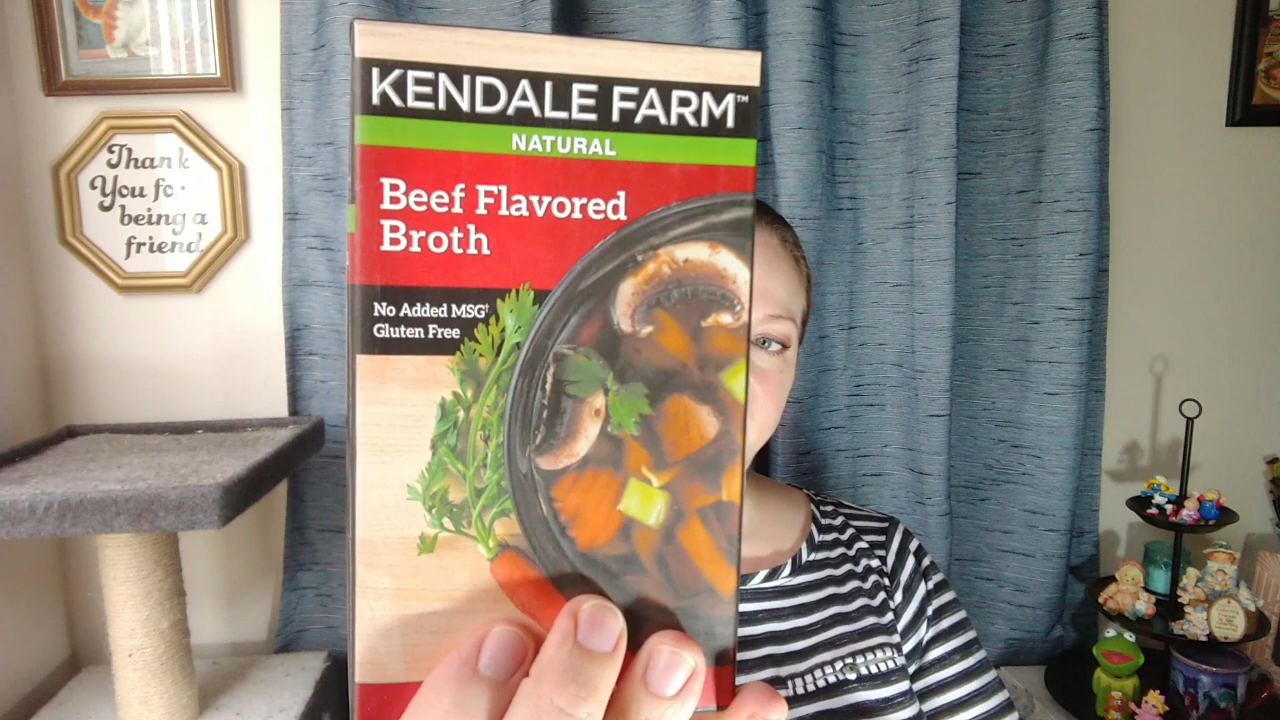 Thank
You for
being a
friend
KENDALE FARM™
NATURAL
Beef Flavored
Broth
No Added MSG†
Gluten Free